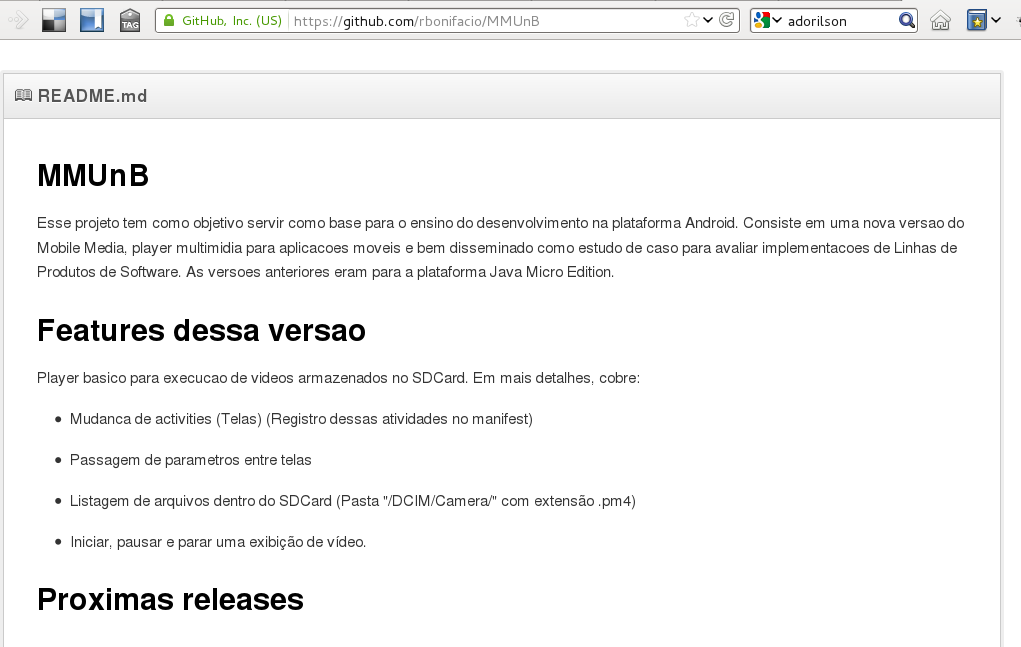 TAG
GitHub, Inc. (US) https://github.com/rbonifacio/MMUnB
adorilson
README.md
MMUnB
Esse projeto tem como objetivo servir como base para o ensino do desenvolvimento na plataforma Android. Consiste em uma nova versao do
Mobile Media, player multimidia para aplicacoes moveis e bem disseminado como estudo de caso para avaliar implementacoes de Linhas de
Produtos de Software. As versoes anteriores eram para a plataforma Java Micro Edition.
Features dessa versao
Player basico para execucao de videos armazenados no SDCard. Em mais detalhes, cobre:
• Mudanca de activities (Telas) (Registro dessas atividades no manifest)
• Passagem de parametros entre telas
• Listagem de arquivos dentro do SDCard (Pasta "/DCIM/Camera/" com extensão .pm4)
• Iniciar, pausar e parar uma exibição de vídeo.
Proximas releases